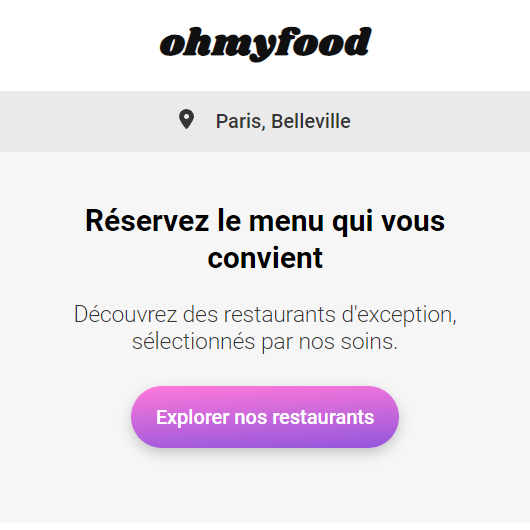 ohmyfood
Paris, Belleville
Réservez le menu qui vous
convient
Découvrez des restaurants d'exception,
sélectionnés par nos soins.
Explorer nos restaurants